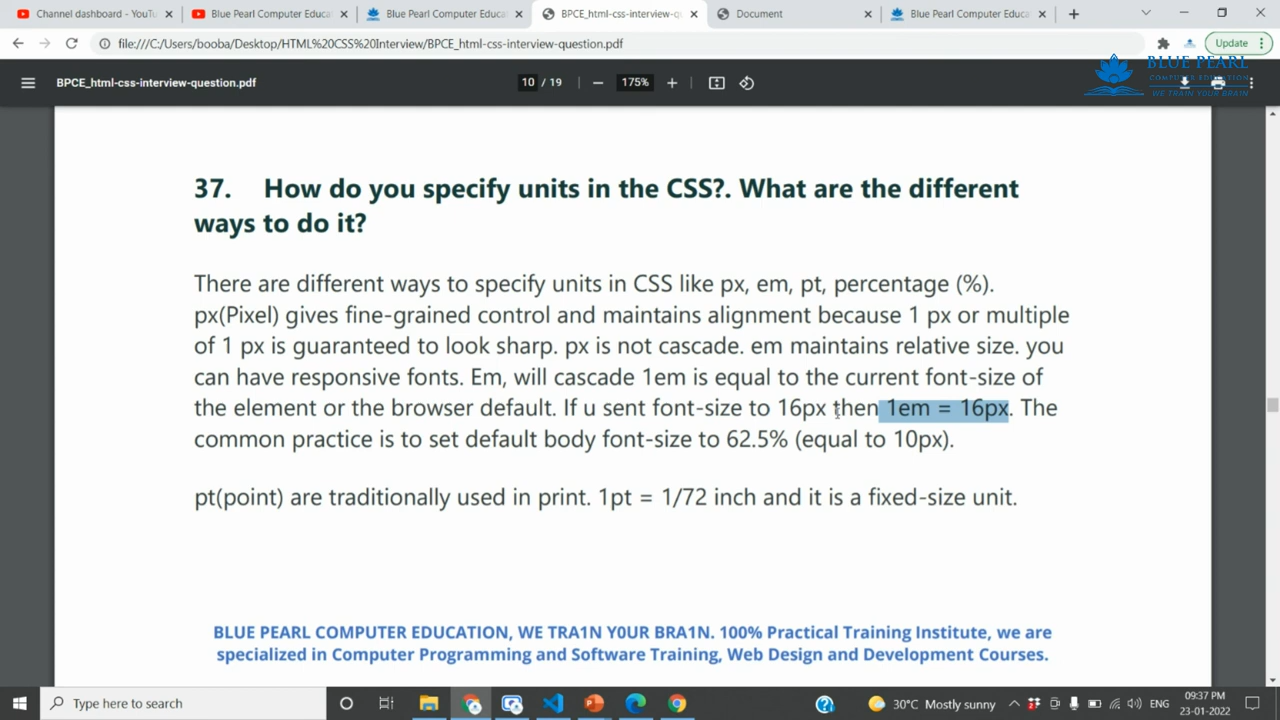 Channel dashboard - YouTu
Blue Pearl Computer Educa
Blue Pearl Computer Educa
BPCE_html-css-interview-qu
Document
Blue Pearl Computer Educa
file:///C:/Users/booba/Desktop/HTML%20CSS%20Interview/BPCE_html-css-interview-question.pdf
Update
BPCE_html-css-interview-question.pdf
10 / 19
175%
BLUE PEARL
COMPUTER EDUCATION
WE TRAIN YOUR BRAIN
37. How do you specify units in the CSS?. What are the different
ways to do it?
There are different ways to specify units in CSS like px, em, pt, percentage (%).
px(Pixel) gives fine-grained control and maintains alignment because 1 px or multiple
of 1 px is guaranteed to look sharp. px is not cascade. em maintains relative size. you
can have responsive fonts. Em, will cascade 1em is equal to the current font-size of
the element or the browser default. If u sent font-size to 16px then 1em = 16px. The
common practice is to set default body font-size to 62.5% (equal to 10px).
pt(point) are traditionally used in print. 1pt = 1/72 inch and it is a fixed-size unit.
BLUE PEARL COMPUTER EDUCATION, WE TRA1N Y0UR BRA1N. 100% Practical Training Institute, we are
specialized in Computer Programming and Software Training, Web Design and Development Courses.
Type here to search
30°C Mostly sunny
ENG
09:37 PM
23-01-2022